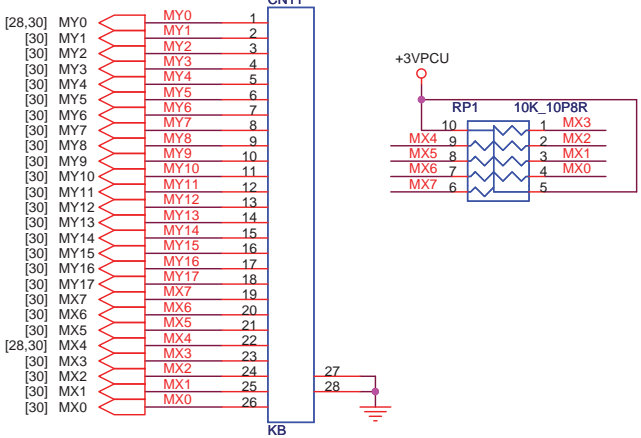 CN11
[28,30] MY0 MY0 1
[30] MY1 MY1 2
[30] MY2 MY2 3
[30] MY3 MY3 4
[30] MY4 MY4 5
[30] MY5 MY5 6
[30] MY6 MY6 7
[30] MY7 MY7 8
[30] MY8 MY8 9
[30] MY9 MY9 10
[30] MY10 MY10 11
[30] MY11 MY11 12
[30] MY12 MY12 13
[30] MY13 MY13 14
[30] MY14 MY14 15
[30] MY15 MY15 16
[30] MY16 MY16 17
[30] MY17 MY17 18
[30] MX7 MX7 19
[30] MX6 MX6 20
[30] MX5 MX5 21
[28,30] MX4 MX4 22
[30] MX3 MX3 23
[30] MX2 MX2 24
[30] MX1 MX1 25
[30] MX0 MX0 26
27
28
KB
+3VPCU
RP1 10K_10P8R
10 1 MX3
MX4 9 2 MX2
MX5 8 3 MX1
MX6 7 4 MX0
MX7 6 5